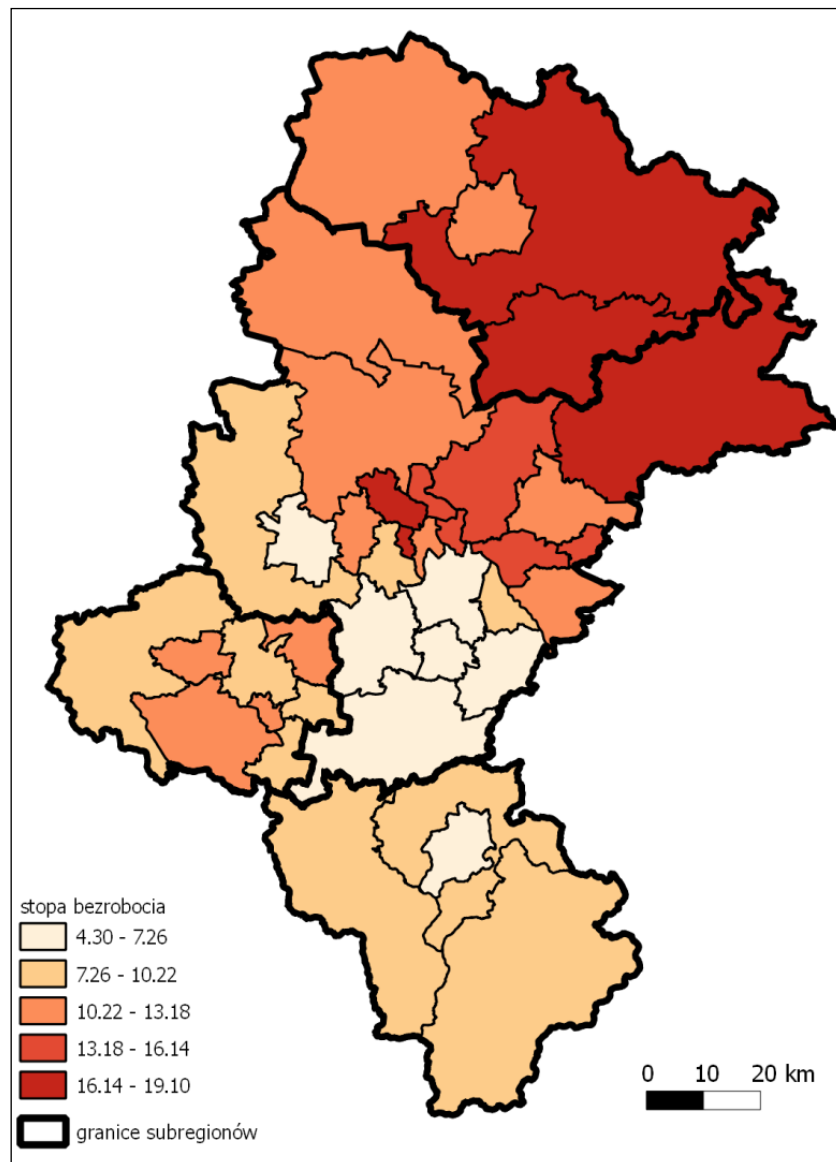 stopa bezrobocia
4.30 - 7.26
7.26 - 10.22
10.22 - 13.18
13.18 - 16.14
16.14 - 19.10
granice subregionów
0 10 20 km